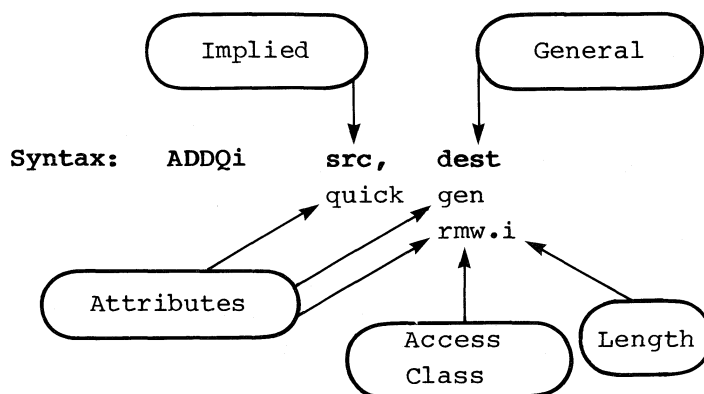 Implied
General
Syntax: ADDQi src, dest
quick gen
rmw.i
Attributes
Access
Class
Length